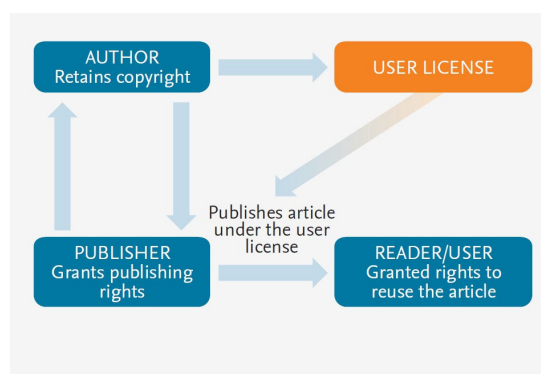 AUTHOR
Retains copyright
USER LICENSE
Publishes article
under the user
license
PUBLISHER
Grants publishing
rights
READER/USER
Granted rights to
reuse the article